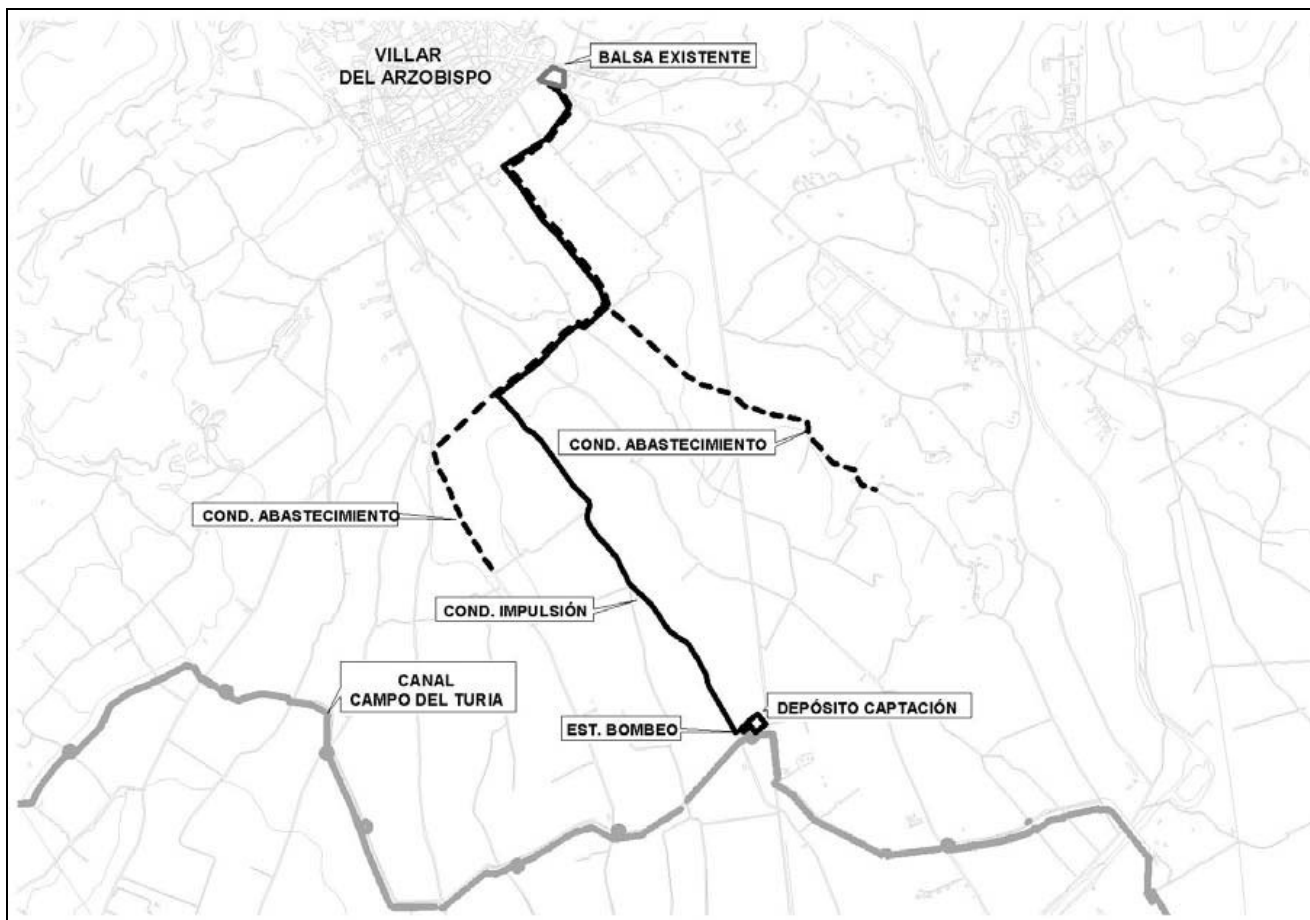 VILLAR
DEL ARZOBISPO
BALSA EXISTENTE
COND. ABASTECIMIENTO
COND. ABASTECIMIENTO
COND. IMPULSIÓN
CANAL
CAMPO DEL TURIA
DEPÓSITO CAPTACIÓN
EST. BOMBEO